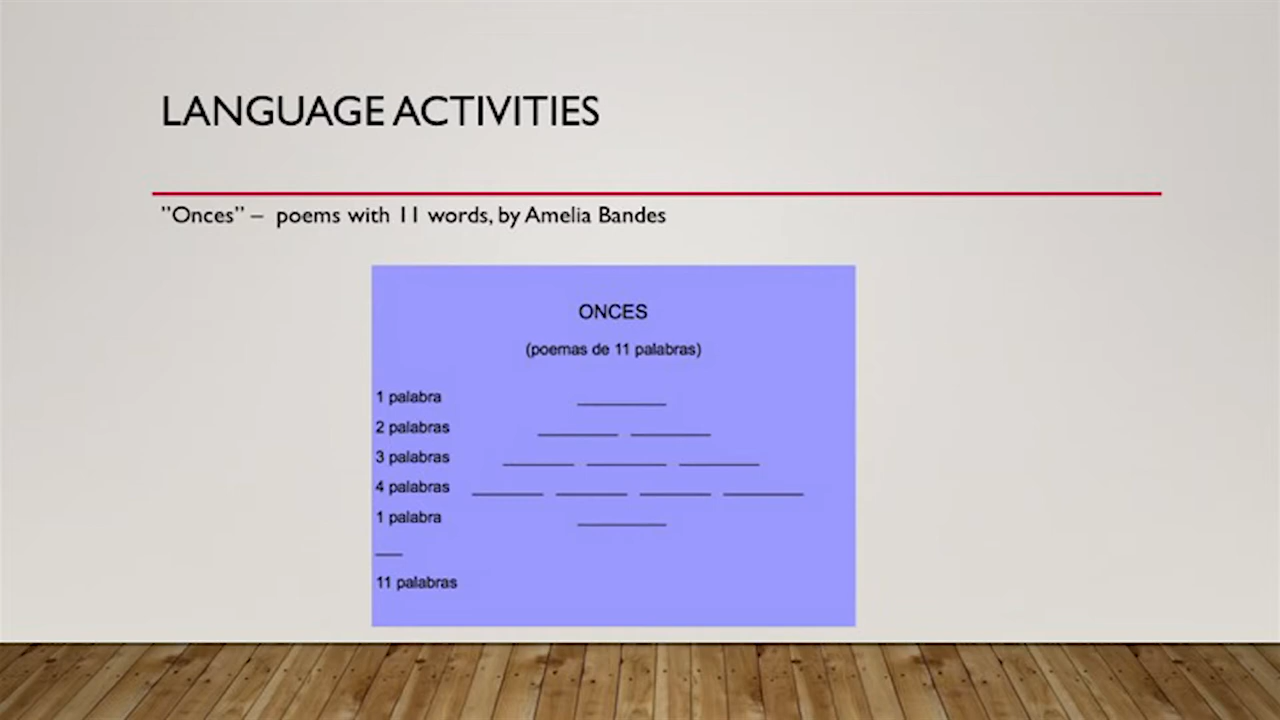 LANGUAGE ACTIVITIES
”Onces” – poems with 11 words, by Amelia Bandes
ONCES
(poemas de 11 palabras)
1 palabra
2 palabras
3 palabras
4 palabras
1 palabra
11 palabras